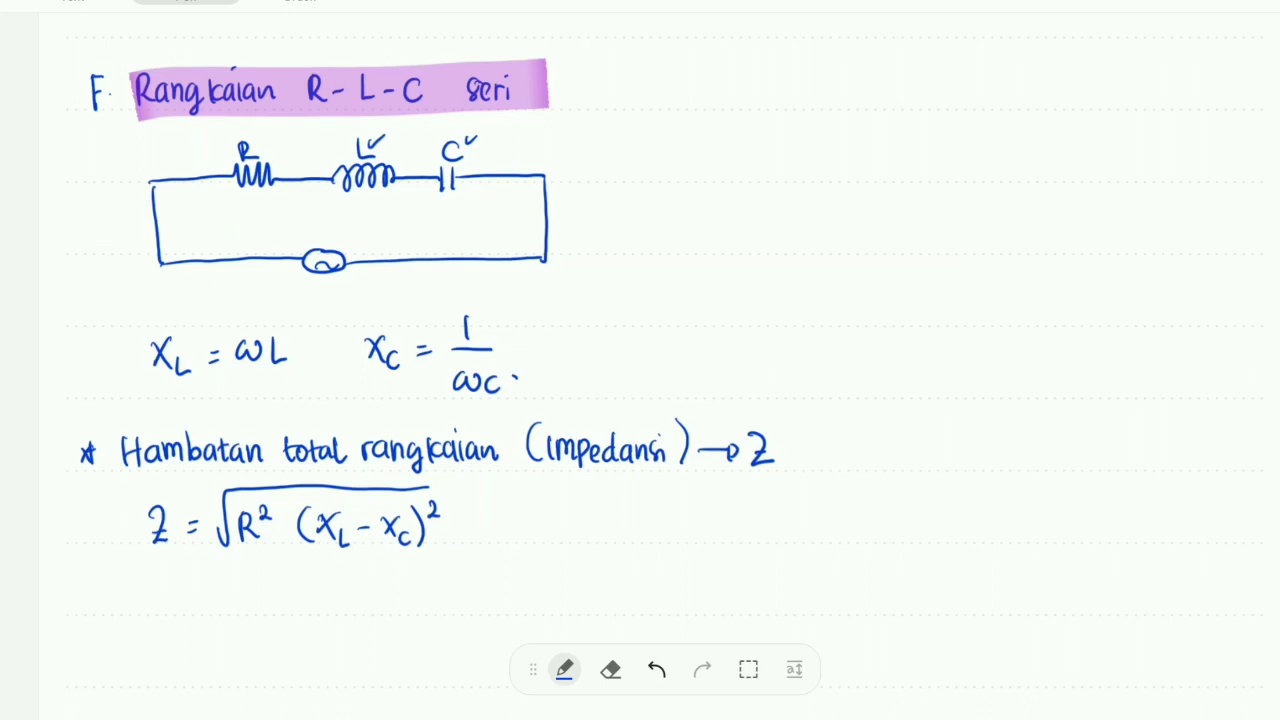 F. Rangkaian R-L-C seri
R L C
X_L = ωL X_C = 1/ωC
* Hambatan total rangkaian (Impedansi) → Z
Z = √R² (X_L - X_C)²